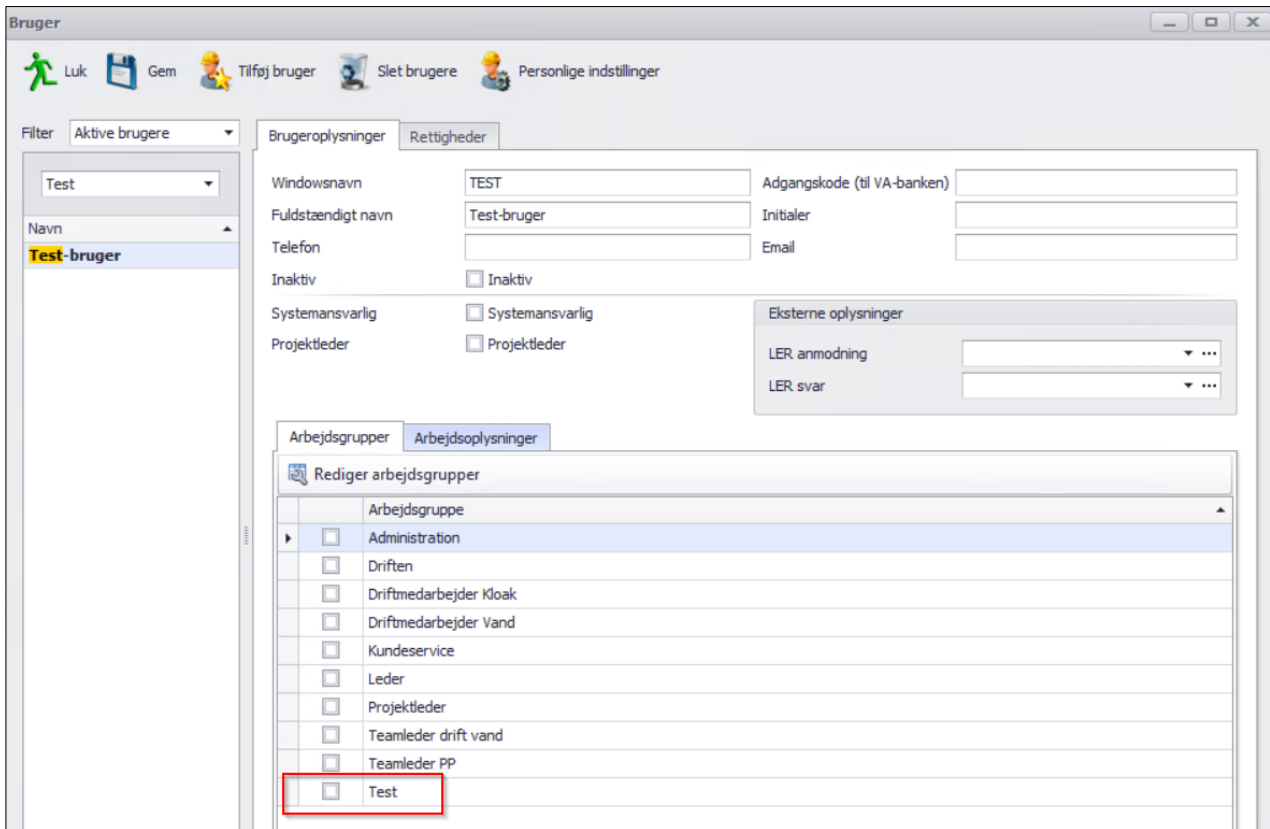 Bruger
Luk Gem Tilføj bruger Slet brugere Personlige indstillinger
Filter Aktive brugere
Test
Navn
Test-bruger
Brugeroplysninger Rettigheder
Windowsnavn TEST Adgangskode (til VA-banken)
Fuldstændigt navn Test-bruger Initialer
Telefon Email
Inaktiv Inaktiv
Systemansvarlig Systemansvarlig Eksterne oplysninger
Projektleder Projektleder
LER anmodning
LER svar
Arbejdsgrupper Arbejdsoplysninger
Rediger arbejdsgrupper
Arbejdsgruppe
Administration
Driften
Driftmedarbejder Kloak
Driftmedarbejder Vand
Kundeservice
Leder
Projektleder
Teamleder drift vand
Teamleder PP
Test